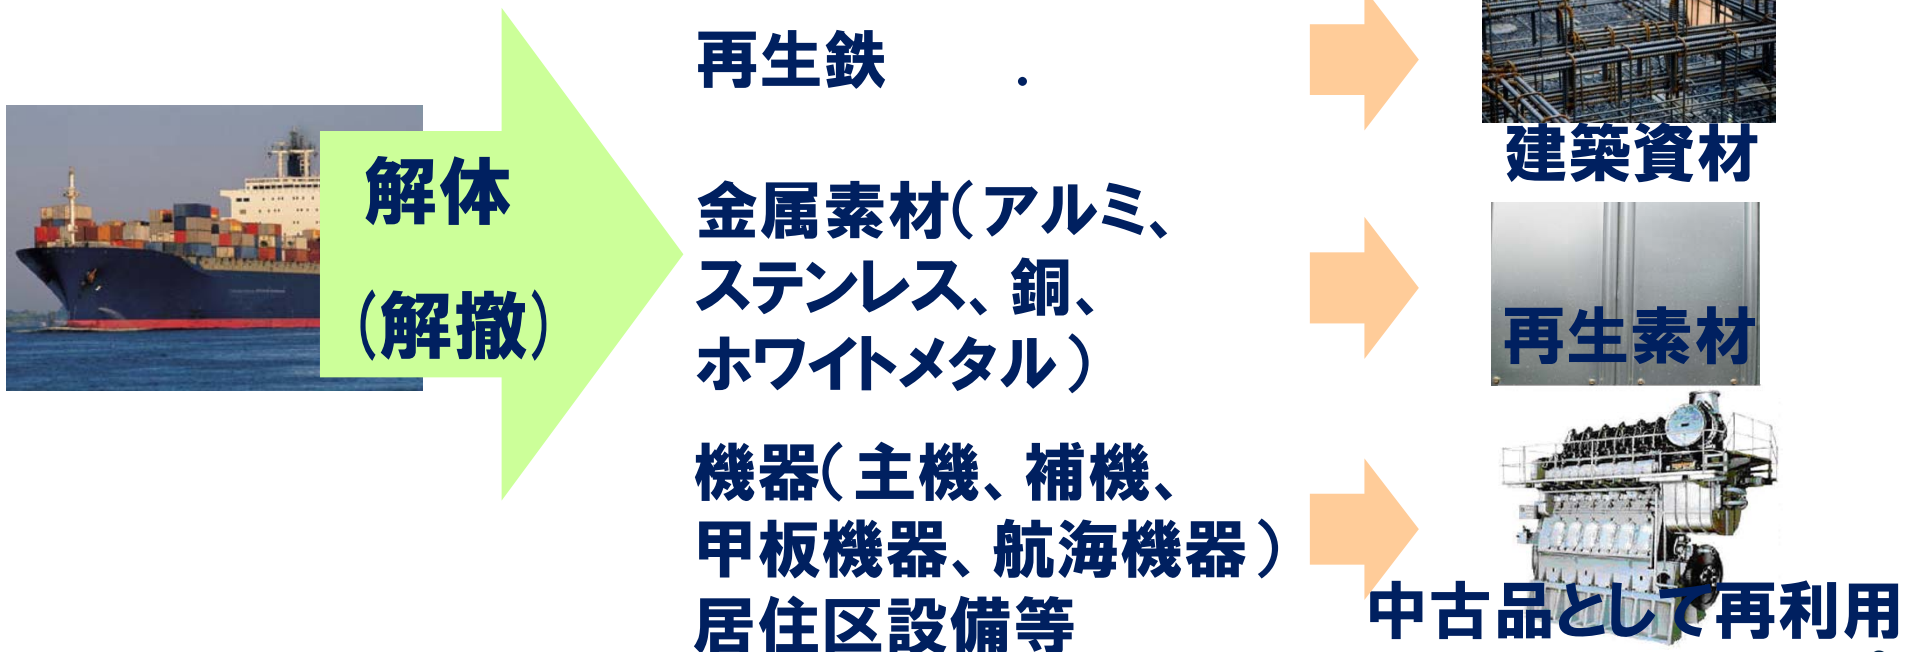 解体
(解撤)
再生鉄 .
建築資材
金属素材(アルミ、
ステンレス、銅、
ホワイトメタル)
再生素材
機器(主機、補機、
甲板機器、航海機器)
居住区設備等
中古品として再利用